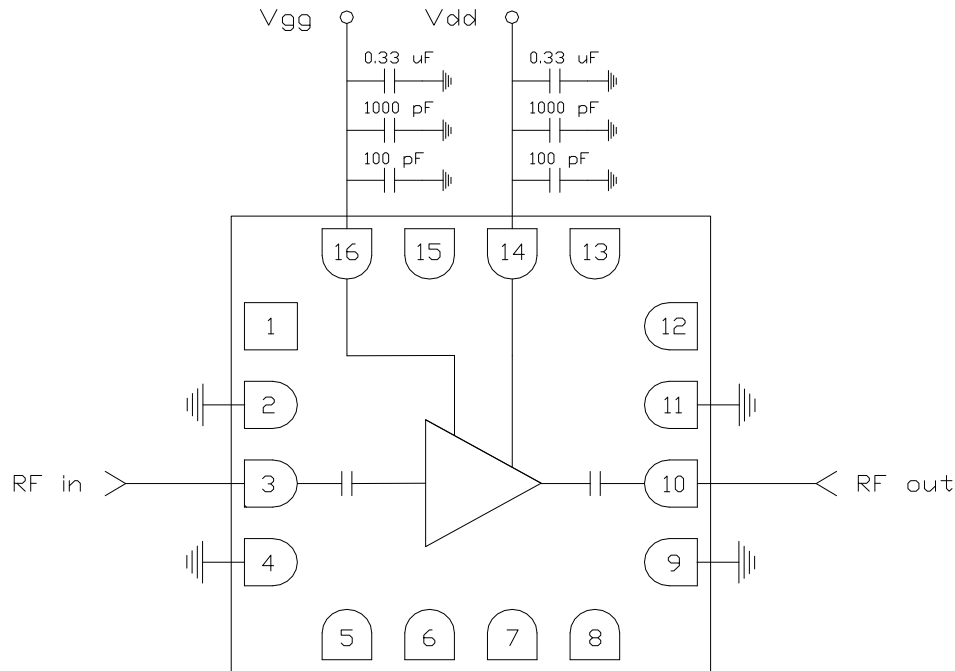 Vgg Vdd
0.33 uF 0.33 uF
1000 pF 1000 pF
100 pF 100 pF
16 15 14 13
1 12
2 11
RF in 3 10 RF out
4 9
5 6 7 8